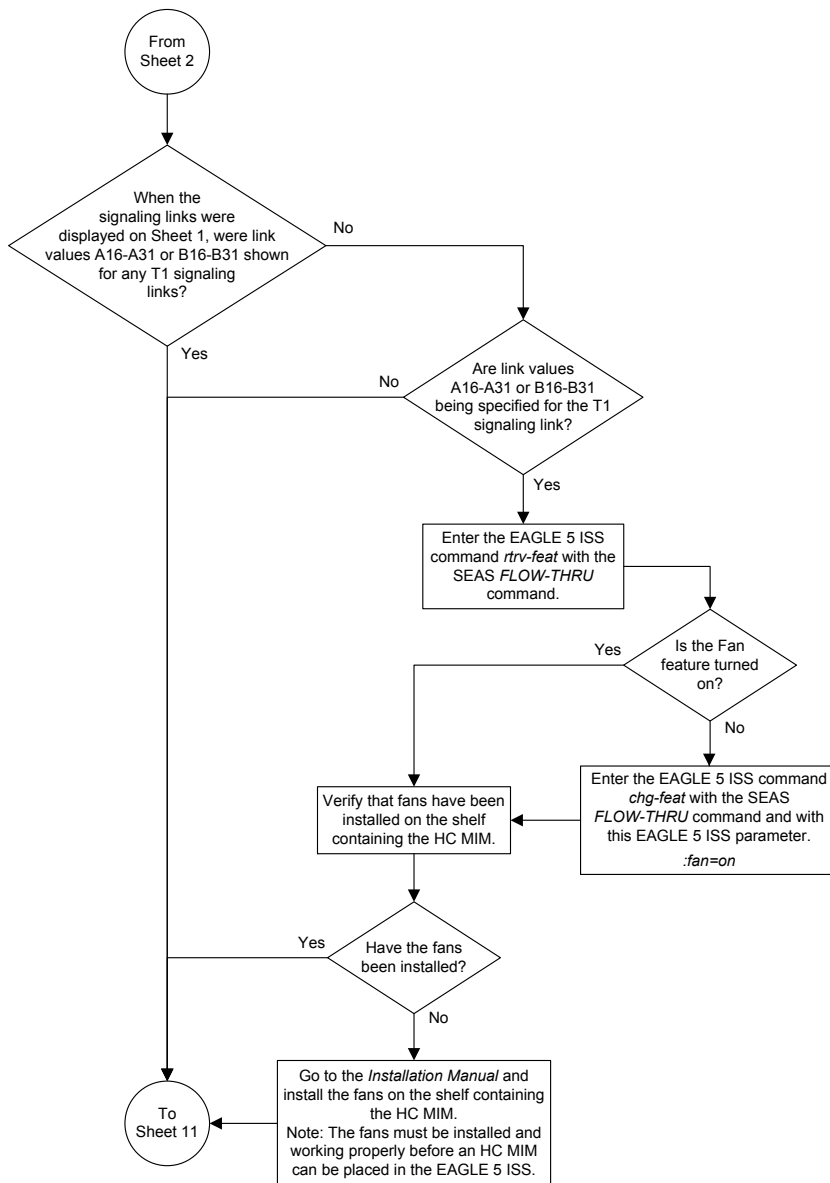 From
Sheet 2
When the
signaling links were
displayed on Sheet 1, were link
values A16-A31 or B16-B31 shown
for any T1 signaling
links?
No
Yes
Are link values
A16-A31 or B16-B31
being specified for the T1
signaling link?
No
Yes
Enter the EAGLE 5 ISS
command rtrv-feat with the
SEAS FLOW-THRU
command.
Is the Fan
feature turned
on?
Yes
No
Enter the EAGLE 5 ISS command
chg-feat with the SEAS
FLOW-THRU command and with
this EAGLE 5 ISS parameter.
:fan=on
Verify that fans have been
installed on the shelf
containing the HC MIM.
Have the fans
been installed?
Yes
No
Go to the Installation Manual and
install the fans on the shelf containing
the HC MIM.
Note: The fans must be installed and
working properly before an HC MIM
can be placed in the EAGLE 5 ISS.
To
Sheet 11